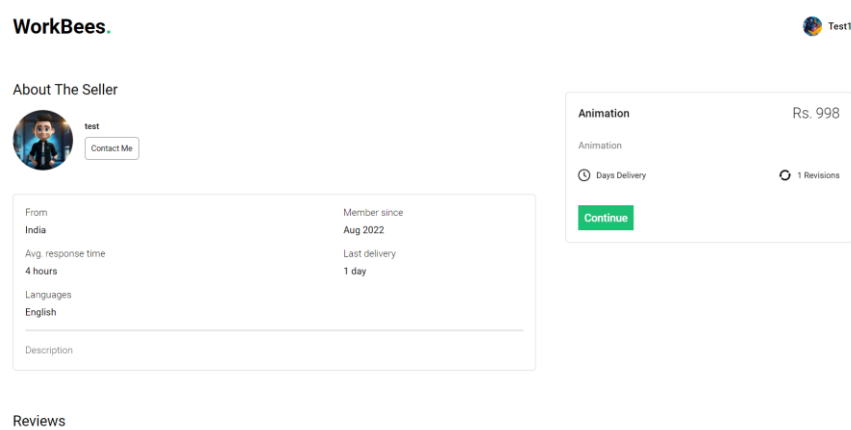 WorkBees.
Test1
About The Seller
test
Contact Me
From
India
Member since
Aug 2022
Avg. response time
4 hours
Last delivery
1 day
Languages
English
Description
Animation
Rs. 998
Animation
Days Delivery
1 Revisions
Continue
Reviews